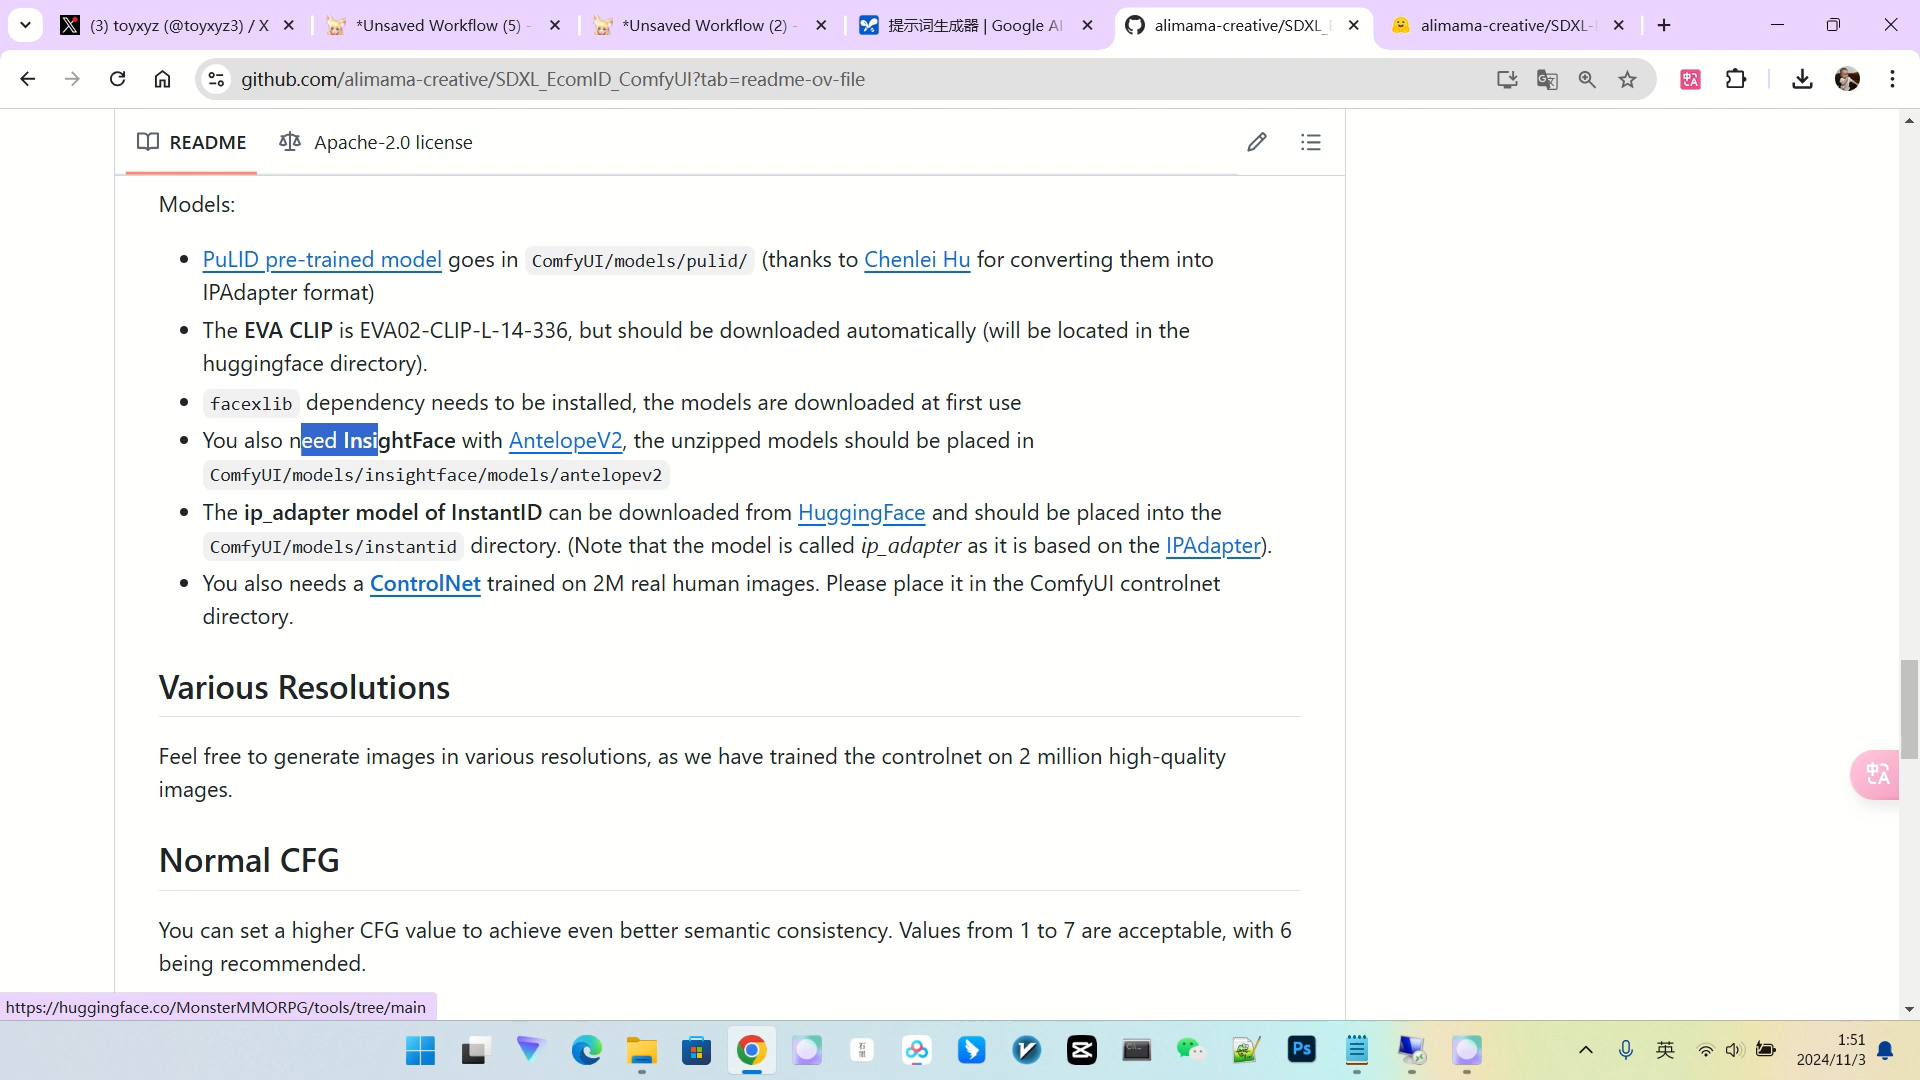 (3) toyxyz (@toyxyz3) / X
*Unsaved Workflow (5) -
*Unsaved Workflow (2) -
提示词生成器 | Google AI
alimama-creative/SDXL_E
alimama-creative/SDXL-
github.com/alimama-creative/SDXL_EcomID_ComfyUI?tab=readme-ov-file
README
Apache-2.0 license
Models:
PuLID pre-trained model goes in ComfyUI/models/pulid/ (thanks to Chenlei Hu for converting them into
IPAdapter format)
The EVA CLIP is EVA02-CLIP-L-14-336, but should be downloaded automatically (will be located in the
huggingface directory).
facexlib dependency needs to be installed, the models are downloaded at first use
You also need InsightFace with AntelopeV2, the unzipped models should be placed in
ComfyUI/models/insightface/models/antelopev2
The ip_adapter model of InstantID can be downloaded from HuggingFace and should be placed into the
ComfyUI/models/instantid directory. (Note that the model is called ip_adapter as it is based on the IPAdapter).
You also needs a ControlNet trained on 2M real human images. Please place it in the ComfyUI controlnet
directory.
Various Resolutions
Feel free to generate images in various resolutions, as we have trained the controlnet on 2 million high-quality
images.
Normal CFG
You can set a higher CFG value to achieve even better semantic consistency. Values from 1 to 7 are acceptable, with 6
being recommended.
https://huggingface.co/MonsterMMORPG/tools/tree/main
Ps
英
1:51
2024/11/3